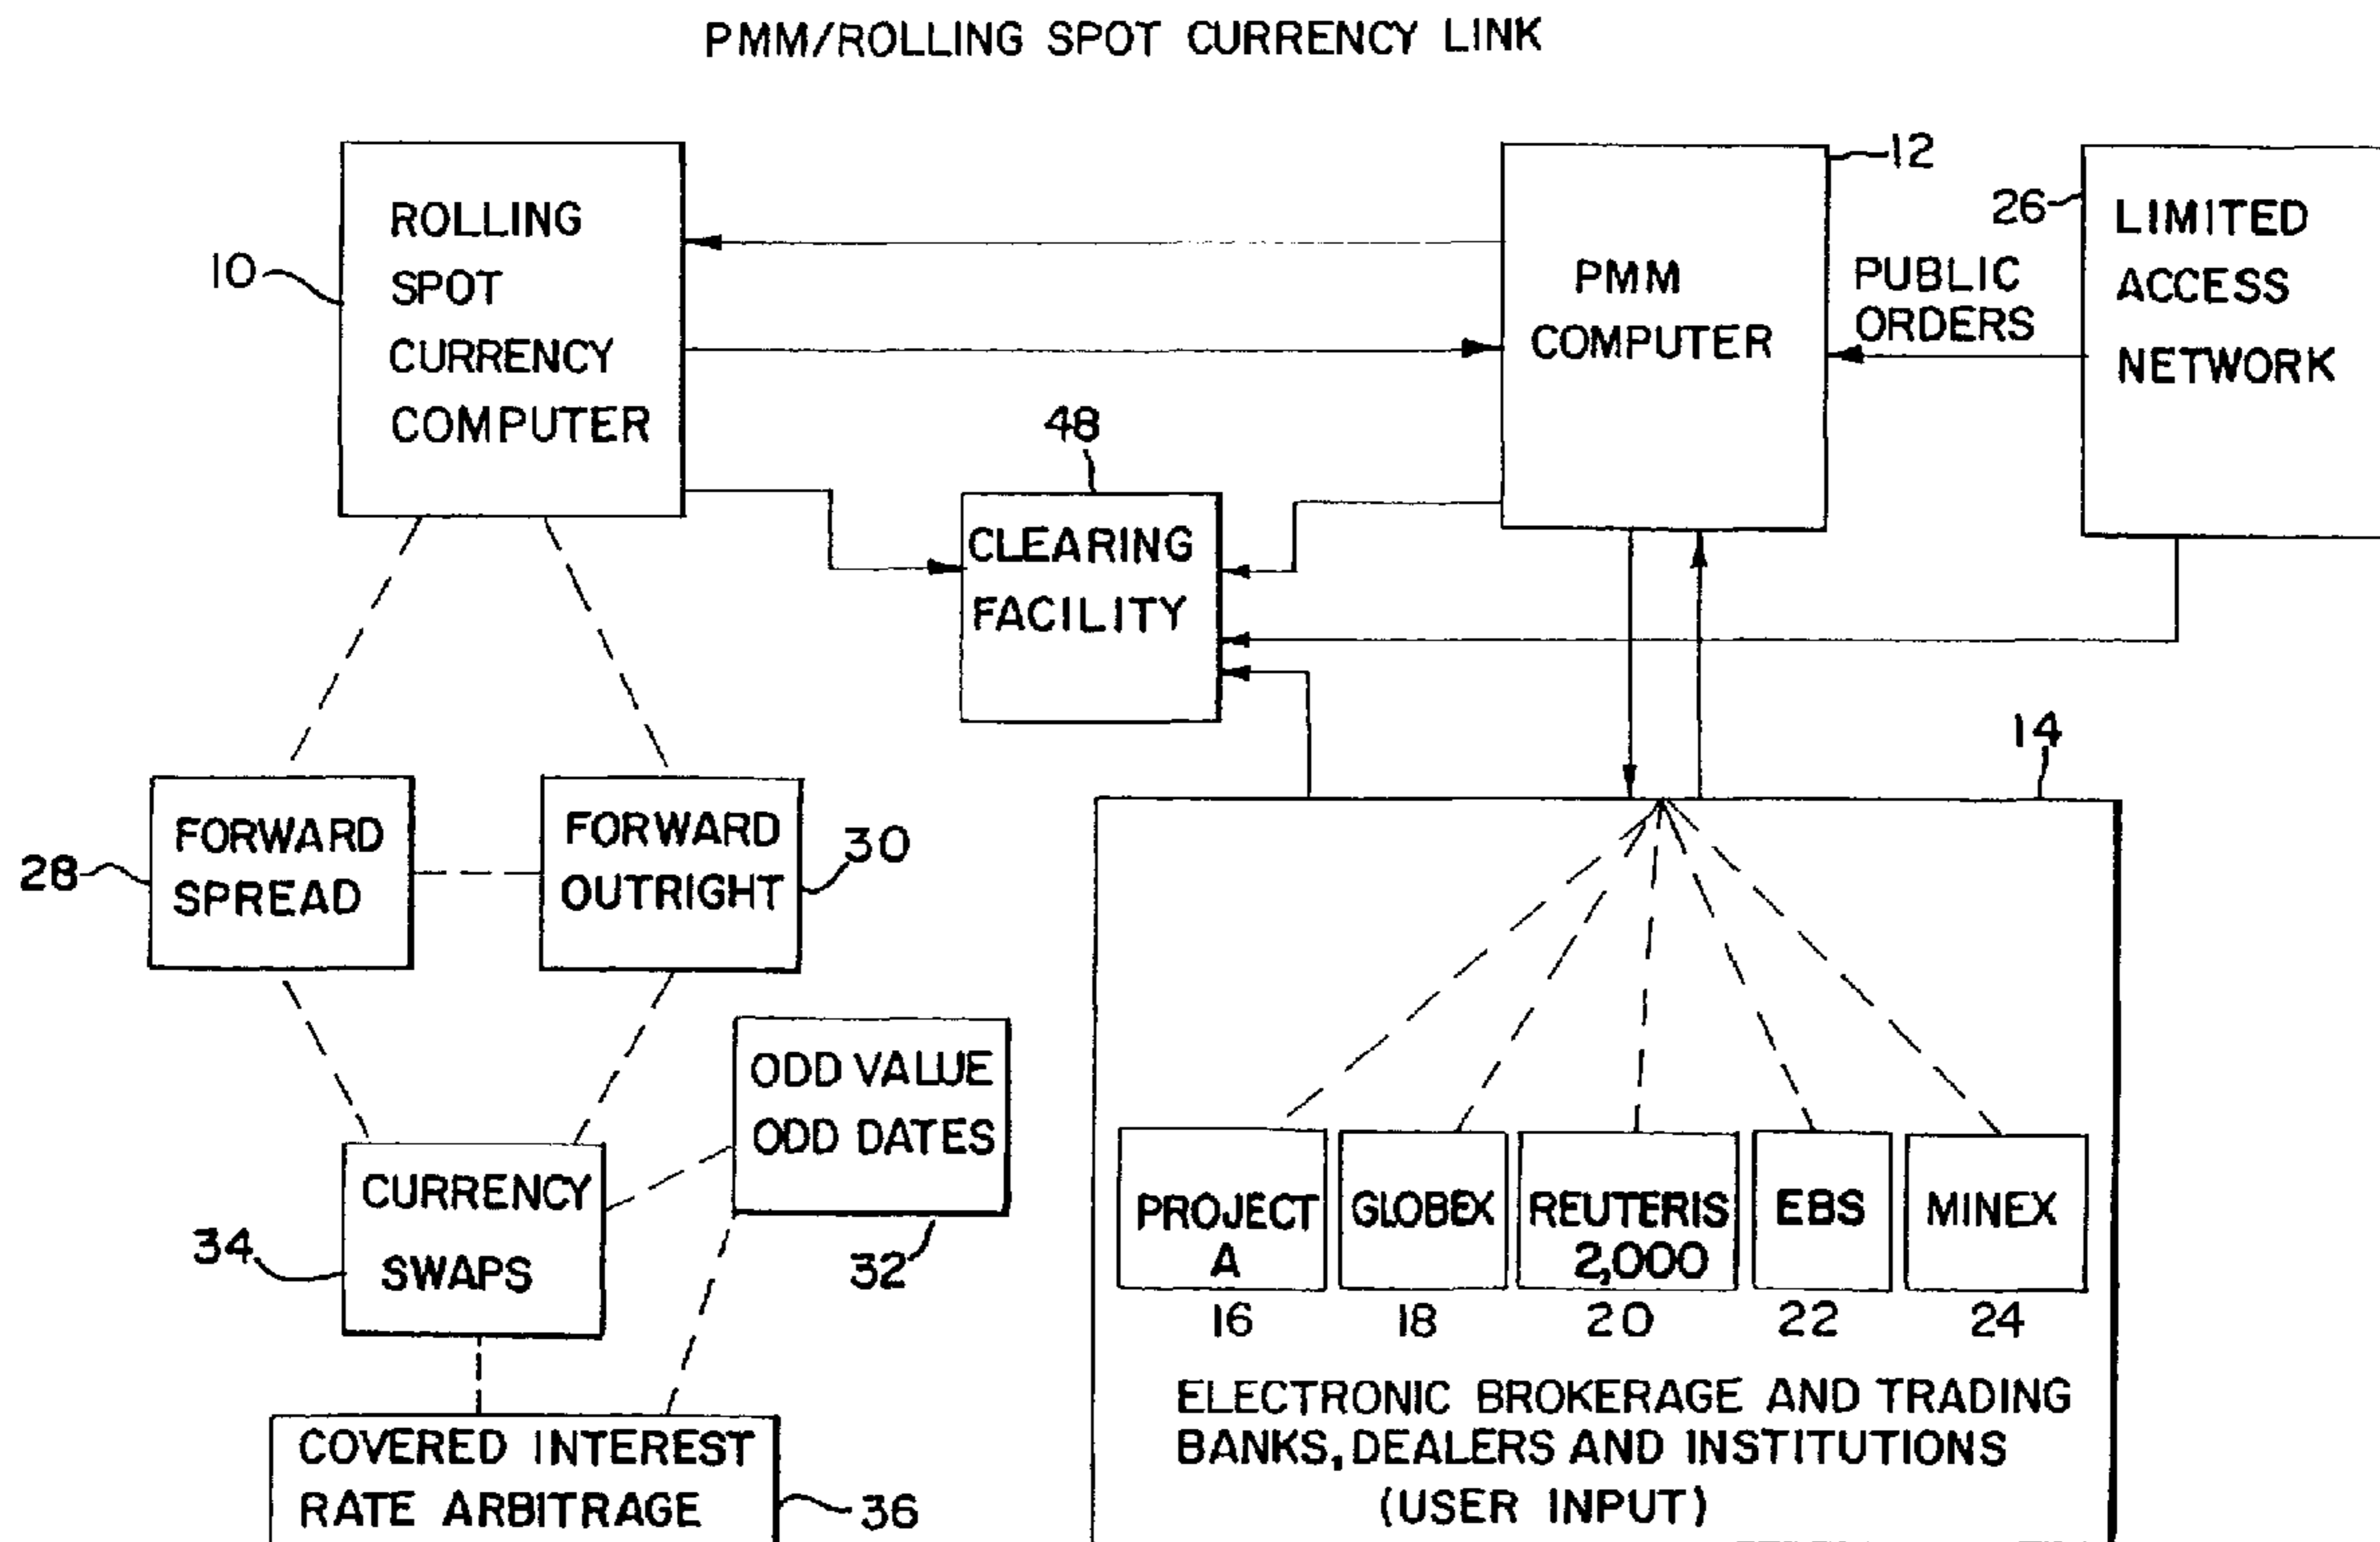 PMM/ROLLING SPOT CURRENCY LINK
10
ROLLING
SPOT
CURRENCY
COMPUTER
12
PMM
COMPUTER
26
PUBLIC
ORDERS
LIMITED
ACCESS
NETWORK
48
CLEARING
FACILITY
14
28
FORWARD
SPREAD
FORWARD
OUTRIGHT
30
ODD VALUE
ODD DATES
32
34
CURRENCY
SWAPS
COVERED INTEREST
RATE ARBITRAGE
36
PROJECT
A
GLOBEX
REUTERIS
2,000
EBS
MINEX
16
18
20
22
24
ELECTRONIC BROKERAGE AND TRADING
BANKS, DEALERS AND INSTITUTIONS
(USER INPUT)